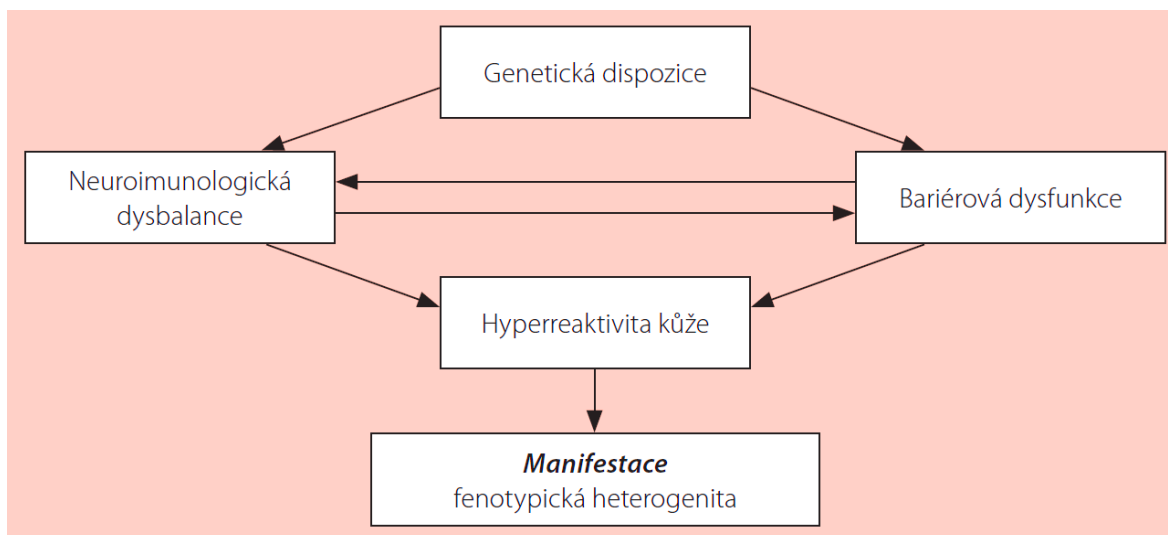 Genetická dispozice
Neuroimunologická
dysbalance
Bariérová dysfunkce
Hyperreaktivita kůže
Manifestace
fenotypická heterogenita